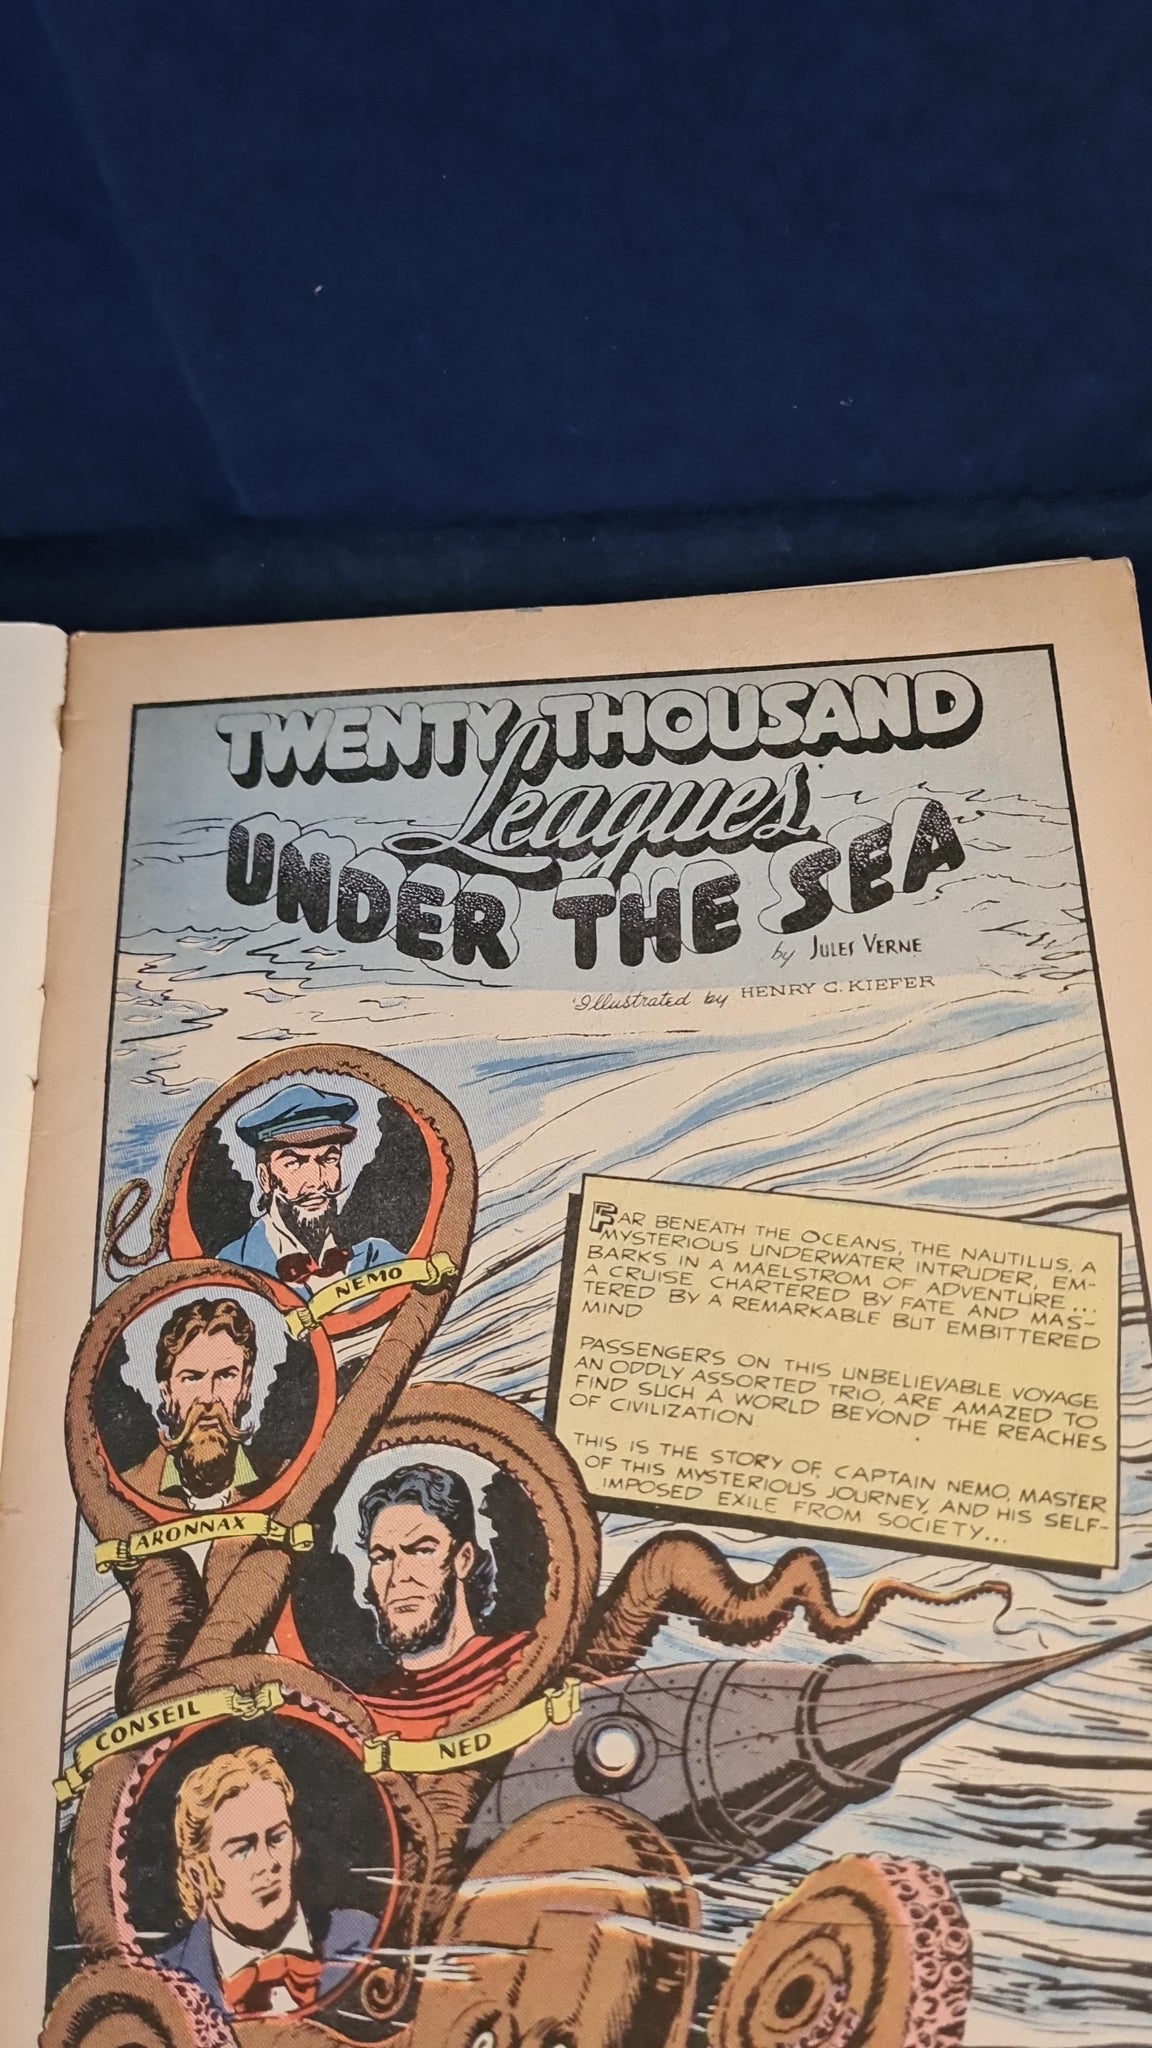 TWENTY THOUSAND
Leagues
UNDER THE SEA
by JULES VERNE
Illustrated by HENRY C. KIEFER
NEMO
FAR BENEATH THE OCEANS, THE NAUTILUS, A
MYSTERIOUS UNDERWATER INTRUDER, EM-
BARKS IN A MAELSTROM OF ADVENTURE...
A CRUISE CHARTERED BY FATE AND MAS-
TERED BY A REMARKABLE BUT EMBITTERED
MIND
PASSENGERS ON THIS UNBELIEVABLE VOYAGE
AN ODDLY ASSORTED TRIO, ARE AMAZED TO
FIND SUCH A WORLD BEYOND THE REACHES
OF CIVILIZATION.
THIS IS THE STORY OF CAPTAIN NEMO, MASTER
OF THIS MYSTERIOUS JOURNEY, AND HIS SELF-
IMPOSED EXILE FROM SOCIETY...
ARONNAX
CONSEIL
NED